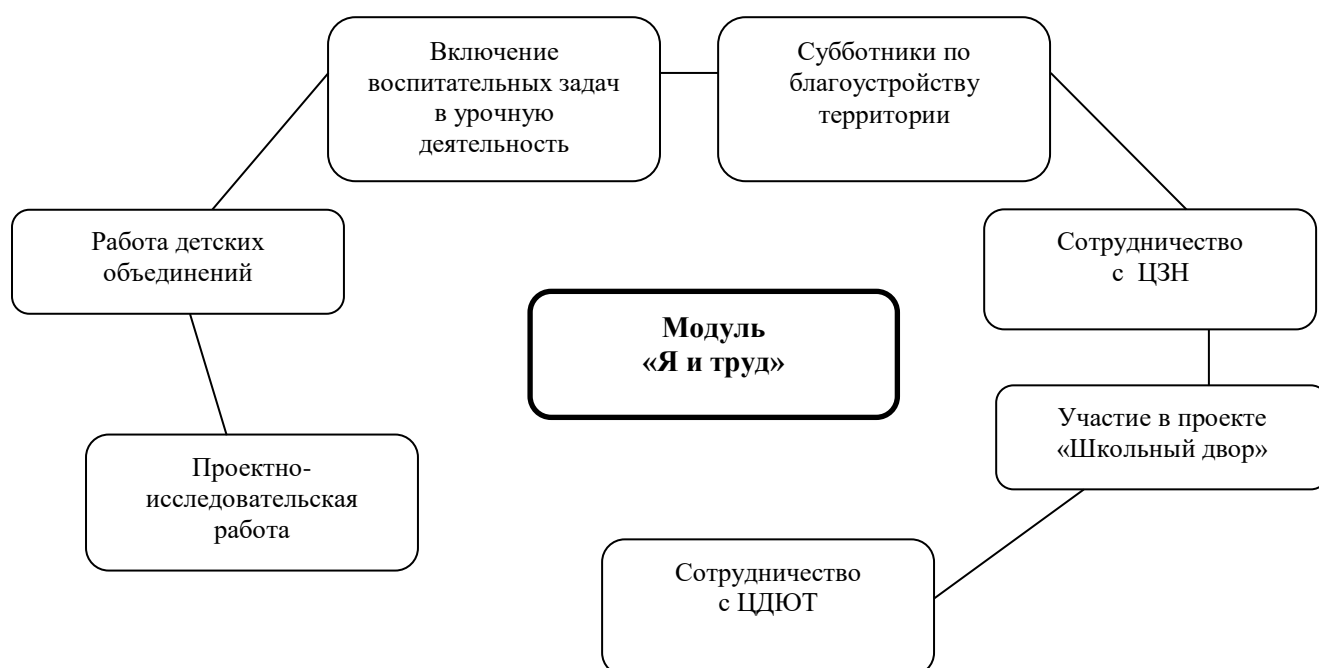 Включение
воспитательных задач
в урочную
деятельность
Субботники по
благоустройству
территории
Работа детских
объединений
Сотрудничество
с ЦЗН
Модуль
«Я и труд»
Участие в проекте
«Школьный двор»
Проектно-
исследовательская
работа
Сотрудничество
с ЦДЮТ